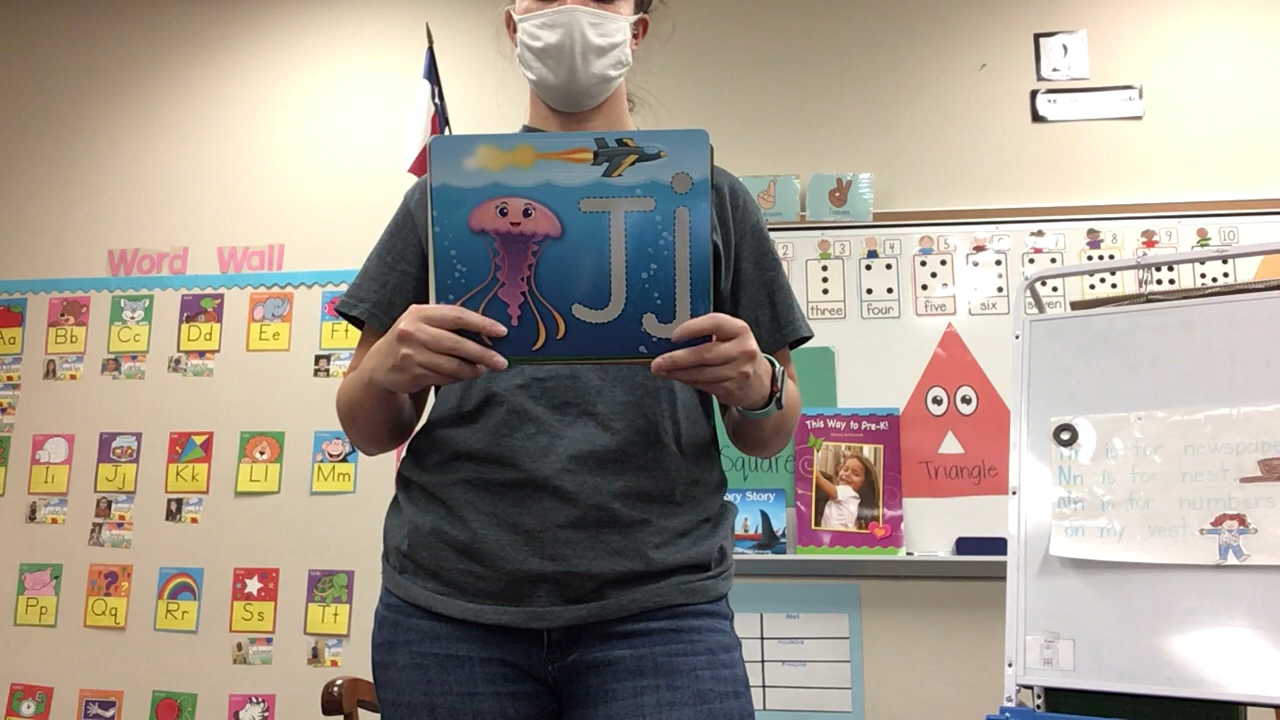 Word Wall
Aa
Bb
Cc
Dd
Ee
Ff
Ii
Jj
Kk
Ll
Mm
Pp
Qq
Rr
Ss
Tt
Jj
2
3
4
5
7
8
9
10
three
four
five
six
seven
Square
ary Story
This Way to Pre-K!
Triangle
Nn is for newspape
Nn is for nest.
Nn is for numbers
on my vest.